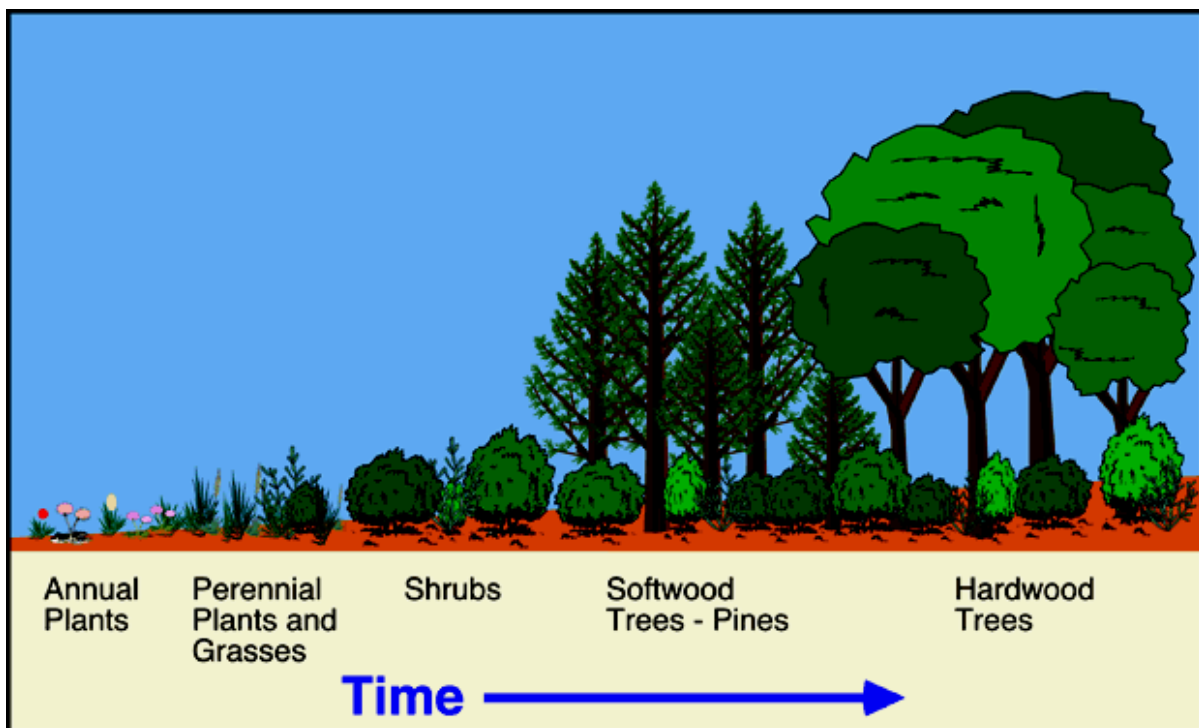 Annual
Plants
Perennial
Plants and
Grasses
Shrubs
Softwood
Trees - Pines
Hardwood
Trees
Time